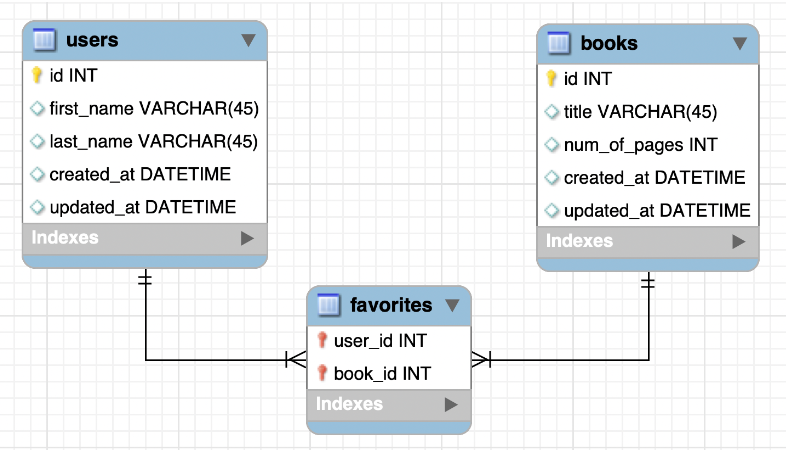 users
id INT
first_name VARCHAR(45)
last_name VARCHAR(45)
created_at DATETIME
updated_at DATETIME
Indexes
books
id INT
title VARCHAR(45)
num_of_pages INT
created_at DATETIME
updated_at DATETIME
Indexes
favorites
user_id INT
book_id INT
Indexes